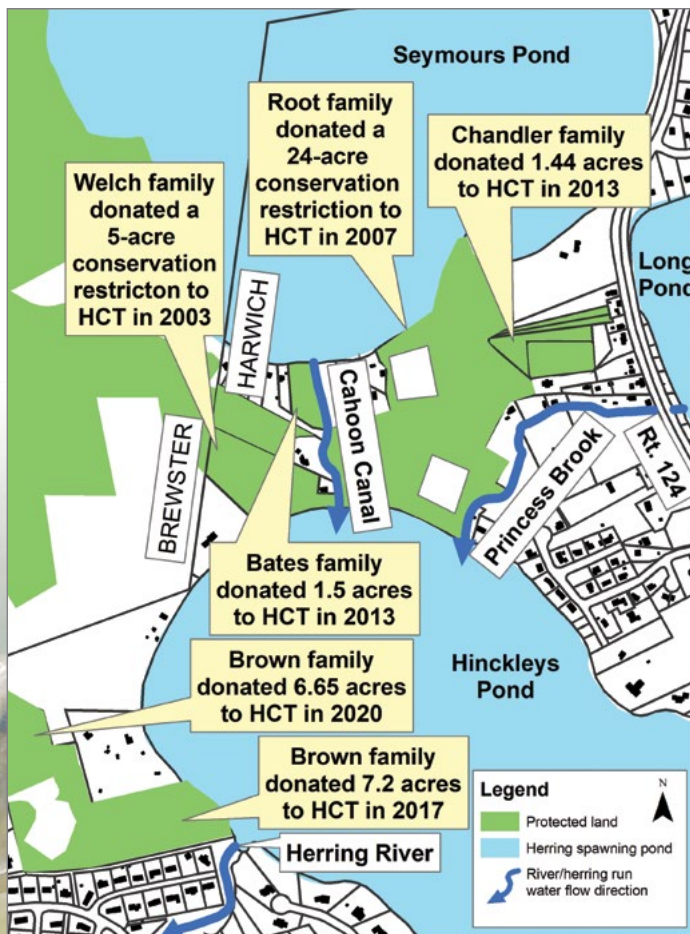 Seymours Pond
Root family
donated a
24-acre
conservation
restriction to
HCT in 2007
Chandler family
donated 1.44 acres
to HCT in 2013
Welch family
donated a
5-acre
conservation
restricton to
HCT in 2003
Long
Pond
HARWICH
BREWSTER
Cahoon Canal
Princess Brook
Rt. 124
Bates family
donated 1.5 acres
to HCT in 2013
Hinckleys
Pond
Brown family
donated 6.65 acres
to HCT in 2020
Brown family
donated 7.2 acres
to HCT in 2017
Herring River
Legend
N
Protected land
Herring spawning pond
River/herring run
water flow direction